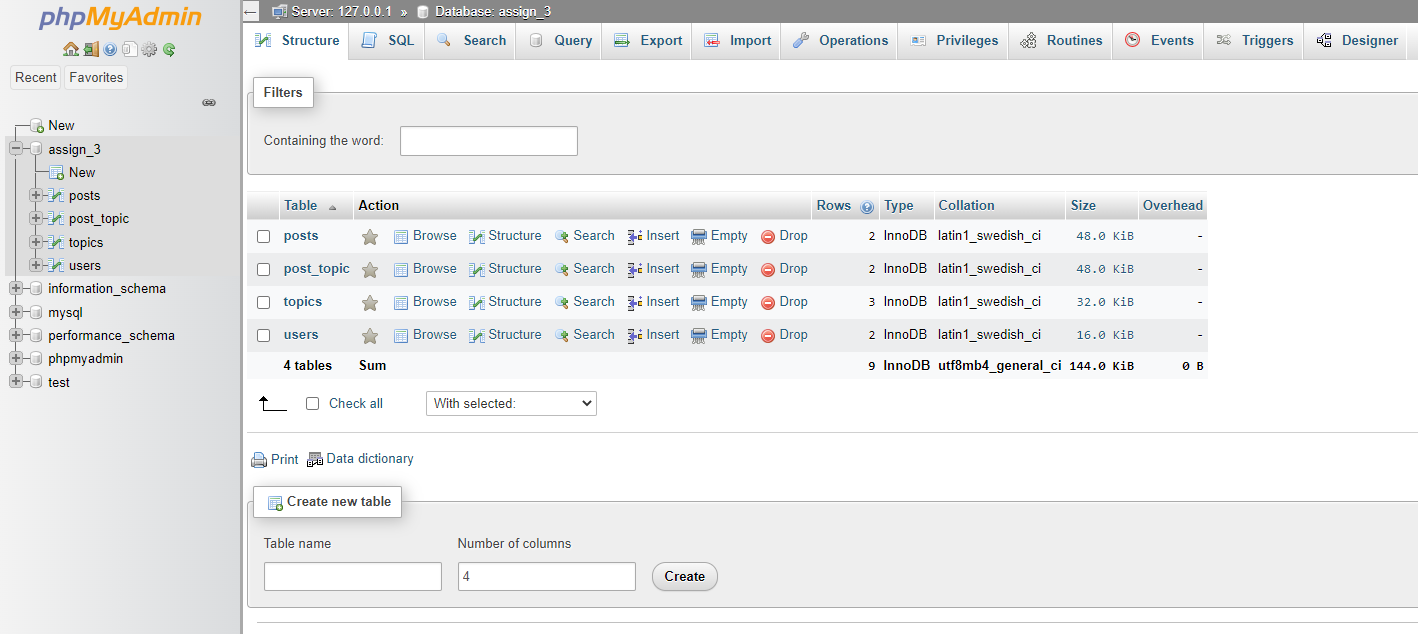 phpMyAdmin
Recent Favorites
New
assign_3
New
posts
post_topic
topics
users
information_schema
mysql
performance_schema
phpmyadmin
test
Server: 127.0.0.1 » Database: assign_3
Structure SQL Search Query Export Import Operations Privileges Routines Events Triggers Designer
Filters
Containing the word:
Table Action Rows Type Collation Size Overhead
posts Browse Structure Search Insert Empty Drop 2 InnoDB latin1_swedish_ci 48.0 KiB -
post_topic Browse Structure Search Insert Empty Drop 2 InnoDB latin1_swedish_ci 48.0 KiB -
topics Browse Structure Search Insert Empty Drop 3 InnoDB latin1_swedish_ci 32.0 KiB -
users Browse Structure Search Insert Empty Drop 2 InnoDB latin1_swedish_ci 16.0 KiB -
4 tables Sum 9 InnoDB utf8mb4_general_ci 144.0 KiB 0 B
Check all With selected:
Print Data dictionary
Create new table
Table name Number of columns
4 Create